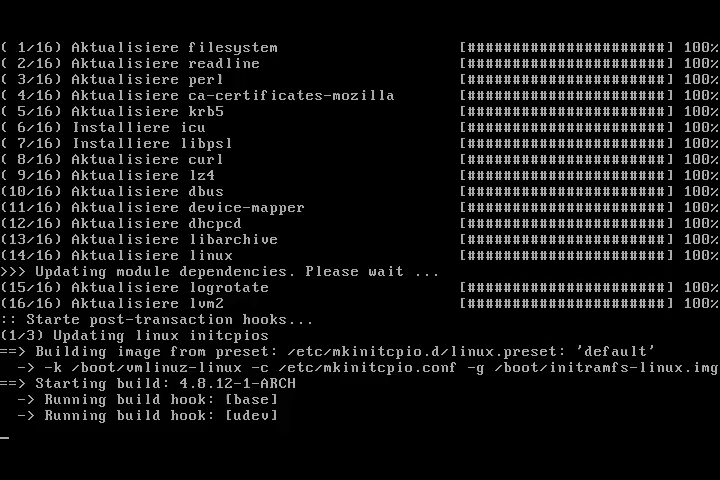 ( 1/16) Aktualisiere filesystem [######################] 100%
( 2/16) Aktualisiere readline [######################] 100%
( 3/16) Aktualisiere perl [######################] 100%
( 4/16) Aktualisiere ca-certificates-mozilla [######################] 100%
( 5/16) Aktualisiere krb5 [######################] 100%
( 6/16) Installiere icu [######################] 100%
( 7/16) Installiere libpsl [######################] 100%
( 8/16) Aktualisiere curl [######################] 100%
( 9/16) Aktualisiere lz4 [######################] 100%
(10/16) Aktualisiere dbus [######################] 100%
(11/16) Aktualisiere device-mapper [######################] 100%
(12/16) Aktualisiere dhcpcd [######################] 100%
(13/16) Aktualisiere libarchive [######################] 100%
(14/16) Aktualisiere linux [######################] 100%
>>> Updating module dependencies. Please wait ...
(15/16) Aktualisiere logrotate [######################] 100%
(16/16) Aktualisiere lvm2 [######################] 100%
:: Starte post-transaction hooks...
(1/3) Updating linux initcpios
==> Building image from preset: /etc/mkinitcpio.d/linux.preset: 'default'
  -> -k /boot/vmlinuz-linux -c /etc/mkinitcpio.conf -g /boot/initramfs-linux.img
==> Starting build: 4.8.12-1-ARCH
  -> Running build hook: [base]
  -> Running build hook: [udev]